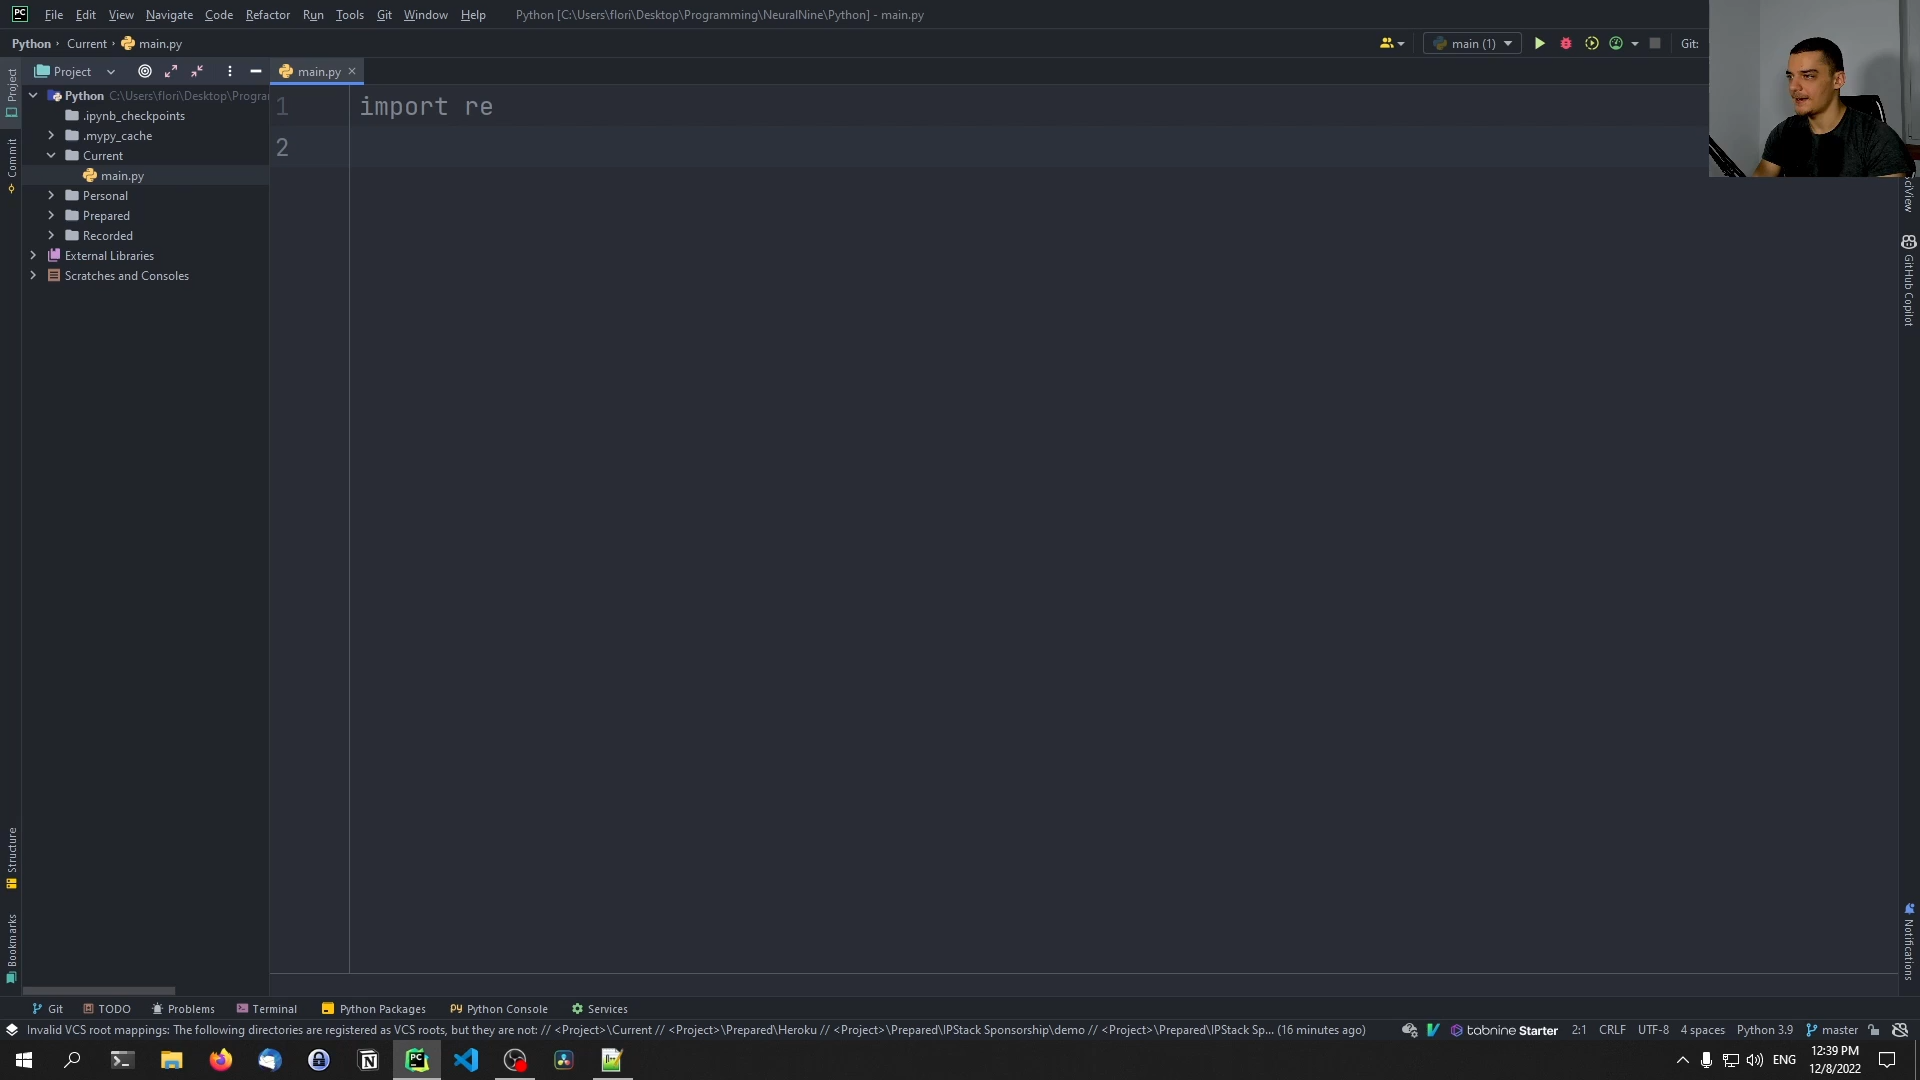 PC File Edit View Navigate Code Refactor Run Tools Git Window Help Python [C:\Users\flori\Desktop\Programming\NeuralNine\Python] - main.py
Python Current main.py main (1) Git:
Project main.py
Python C:\Users\flori\Desktop\Progra
.ipynb_checkpoints
.mypy_cache
Current
main.py
Personal
Prepared
Recorded
External Libraries
Scratches and Consoles
1 import re
2
Project
Commit
Structure
Bookmarks
SciView
GitHub Copilot
Notifications
Git TODO Problems Terminal Python Packages Python Console Services
Invalid VCS root mappings: The following directories are registered as VCS roots, but they are not: // <Project>\Current // <Project>\Prepared\Heroku // <Project>\Prepared\IPStack Sponsorship\demo // <Project>\Prepared\IPStack Sp... (16 minutes ago) tabnine Starter 2:1 CRLF UTF-8 4 spaces Python 3.9 master
ENG 12:39 PM
12/8/2022